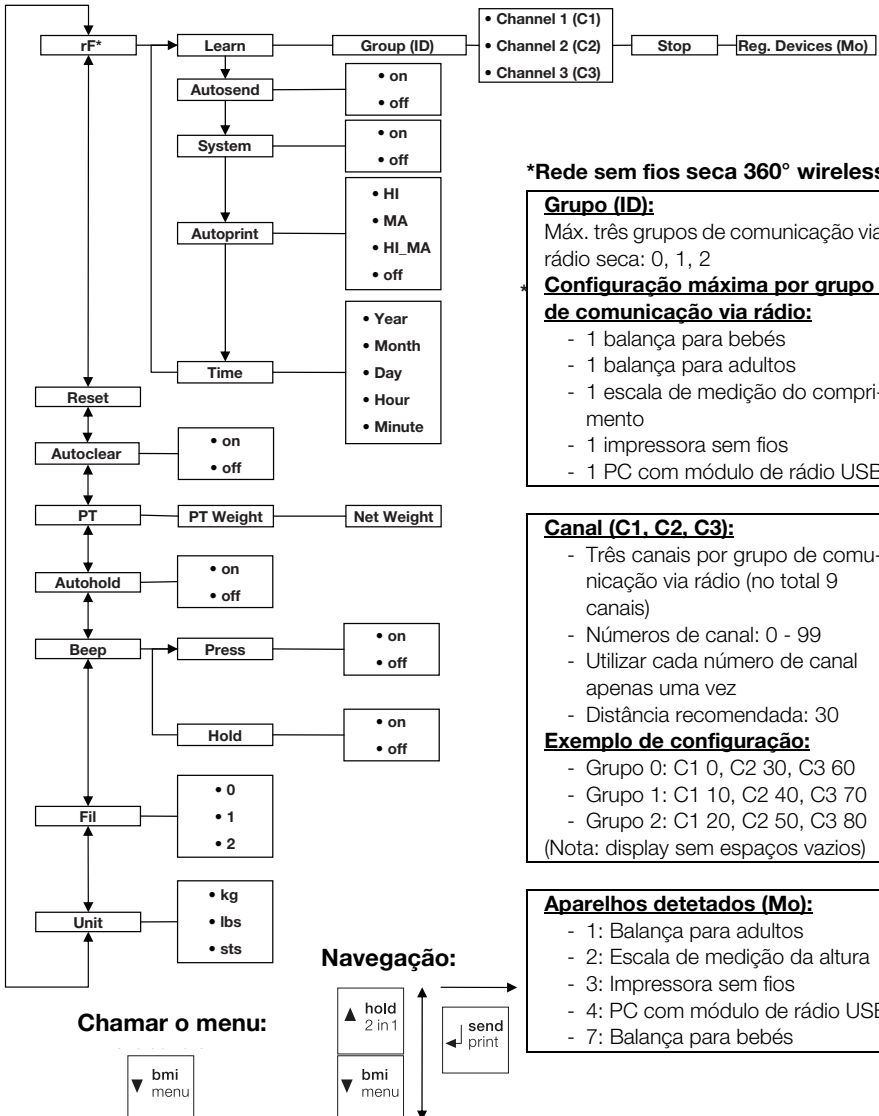 rF*
Learn
Group (ID)
• Channel 1 (C1)
• Channel 2 (C2)
• Channel 3 (C3)
Stop
Reg. Devices (Mo)
Autosend
• on
• off
System
• on
• off
Autoprint
• HI
• MA
• HI_MA
• off
Time
• Year
• Month
• Day
• Hour
• Minute
Reset
Autoclear
• on
• off
PT
PT Weight
Net Weight
Autohold
• on
• off
Beep
Press
• on
• off
Hold
• on
• off
Fil
• 0
• 1
• 2
Unit
• kg
• lbs
• sts
Chamar o menu:
▼ bmi
menu
Navegação:
▲ hold
2 in 1
▼ bmi
menu
send
print
*Rede sem fios seca 360° wireless
Grupo (ID):
Máx. três grupos de comunicação via
rádio seca: 0, 1, 2
*
Configuração máxima por grupo
de comunicação via rádio:
- 1 balança para bebés
- 1 balança para adultos
- 1 escala de medição do compri-
mento
- 1 impressora sem fios
- 1 PC com módulo de rádio USB
Canal (C1, C2, C3):
- Três canais por grupo de comu-
nicação via rádio (no total 9
canais)
- Números de canal: 0 - 99
- Utilizar cada número de canal
apenas uma vez
- Distância recomendada: 30
Exemplo de configuração:
- Grupo 0: C1 0, C2 30, C3 60
- Grupo 1: C1 10, C2 40, C3 70
- Grupo 2: C1 20, C2 50, C3 80
(Nota: display sem espaços vazios)
Aparelhos detetados (Mo):
- 1: Balança para adultos
- 2: Escala de medição da altura
- 3: Impressora sem fios
- 4: PC com módulo de rádio USB
- 7: Balança para bebés